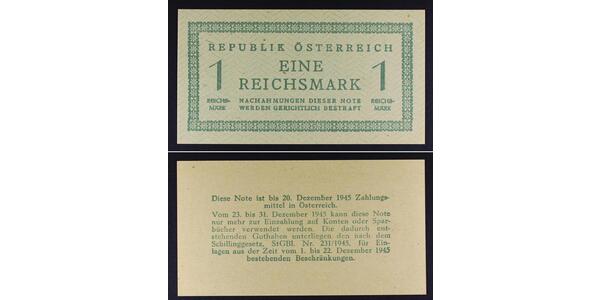 REPUBLIK ÖSTERREICH
1 EINE 1
REICHSMARK
REICHS-
MARK
NACHAHMUNGEN DIESER NOTE
WERDEN GERICHTLICH BESTRAFT
REICHS-
MARK
Diese Note ist bis 20. Dezember 1945 Zahlungs-
mittel in Österreich.
Vom 23. bis 31. Dezember 1945 kann diese Note
nur mehr zur Einzahlung auf Konten oder Spar-
bücher verwendet werden. Die dadurch ent-
stehenden Guthaben unterliegen den nach dem
Schillinggesetz, StGBl. Nr. 231/1945, für Ein-
lagen aus der Zeit vom 1. bis 22. Dezember 1945
bestehenden Beschränkungen.